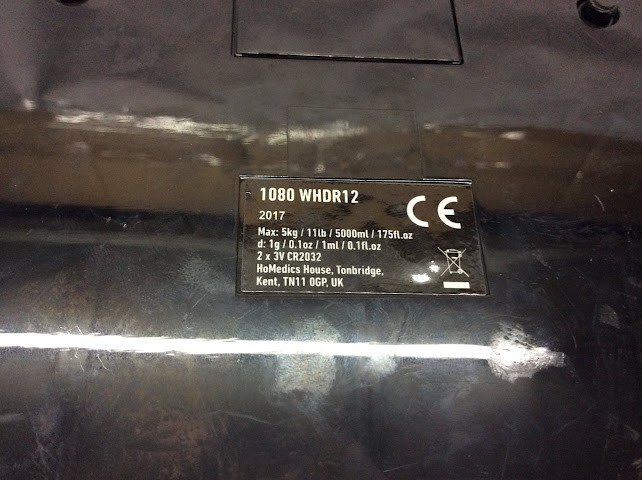 1080 WHDR12
2017
CE
Max: 5kg / 11lb / 5000ml / 175fl.oz
d: 1g / 0.1oz / 1ml / 0.1fl.oz
2 x 3V CR2032
HoMedics House, Tonbridge,
Kent, TN11 0GP, UK